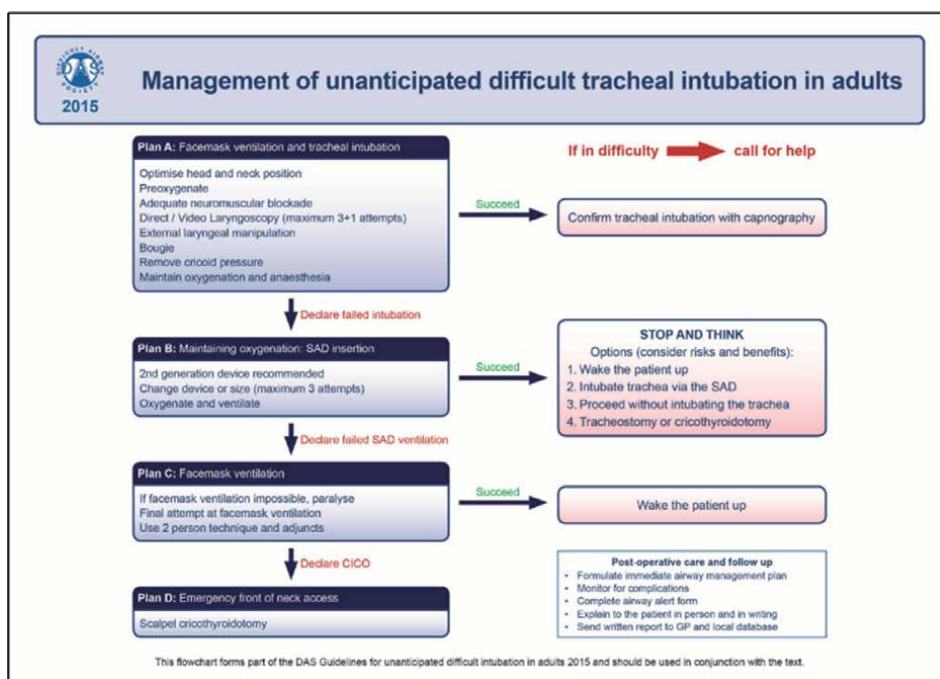 DIFFICULT AIRWAY SOCIETY
DAS
2015
Management of unanticipated difficult tracheal intubation in adults
Plan A: Facemask ventilation and tracheal intubation
Optimise head and neck position
Preoxygenate
Adequate neuromuscular blockade
Direct / Video Laryngoscopy (maximum 3+1 attempts)
External laryngeal manipulation
Bougie
Remove cricoid pressure
Maintain oxygenation and anaesthesia
If in difficulty call for help
Succeed
Confirm tracheal intubation with capnography
Declare failed intubation
Plan B: Maintaining oxygenation: SAD insertion
2nd generation device recommended
Change device or size (maximum 3 attempts)
Oxygenate and ventilate
Succeed
STOP AND THINK
Options (consider risks and benefits):
1. Wake the patient up
2. Intubate trachea via the SAD
3. Proceed without intubating the trachea
4. Tracheostomy or cricothyroidotomy
Declare failed SAD ventilation
Plan C: Facemask ventilation
If facemask ventilation impossible, paralyse
Final attempt at facemask ventilation
Use 2 person technique and adjuncts
Succeed
Wake the patient up
Declare CICO
Plan D: Emergency front of neck access
Scalpel cricothyroidotomy
Post-operative care and follow up
• Formulate immediate airway management plan
• Monitor for complications
• Complete airway alert form
• Explain to the patient in person and in writing
• Send written report to GP and local database
This flowchart forms part of the DAS Guidelines for unanticipated difficult intubation in adults 2015 and should be used in conjunction with the text.